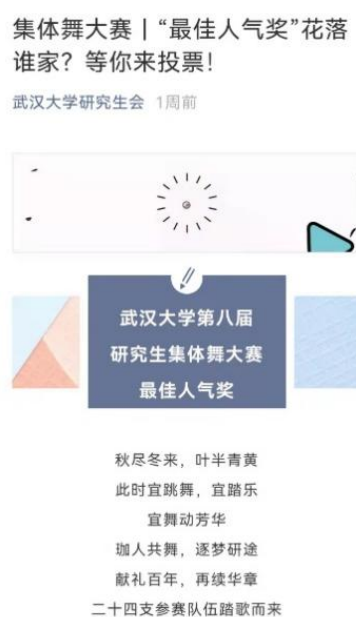 集体舞大赛丨“最佳人气奖”花落
谁家？等你来投票！
武汉大学研究生会 1周前
武汉大学第八届
研究生集体舞大赛
最佳人气奖
秋尽冬来，叶半青黄
此时宜跳舞，宜踏乐
宜舞动芳华
珈人共舞，逐梦研途
献礼百年，再续华章
二十四支参赛队伍踏歌而来